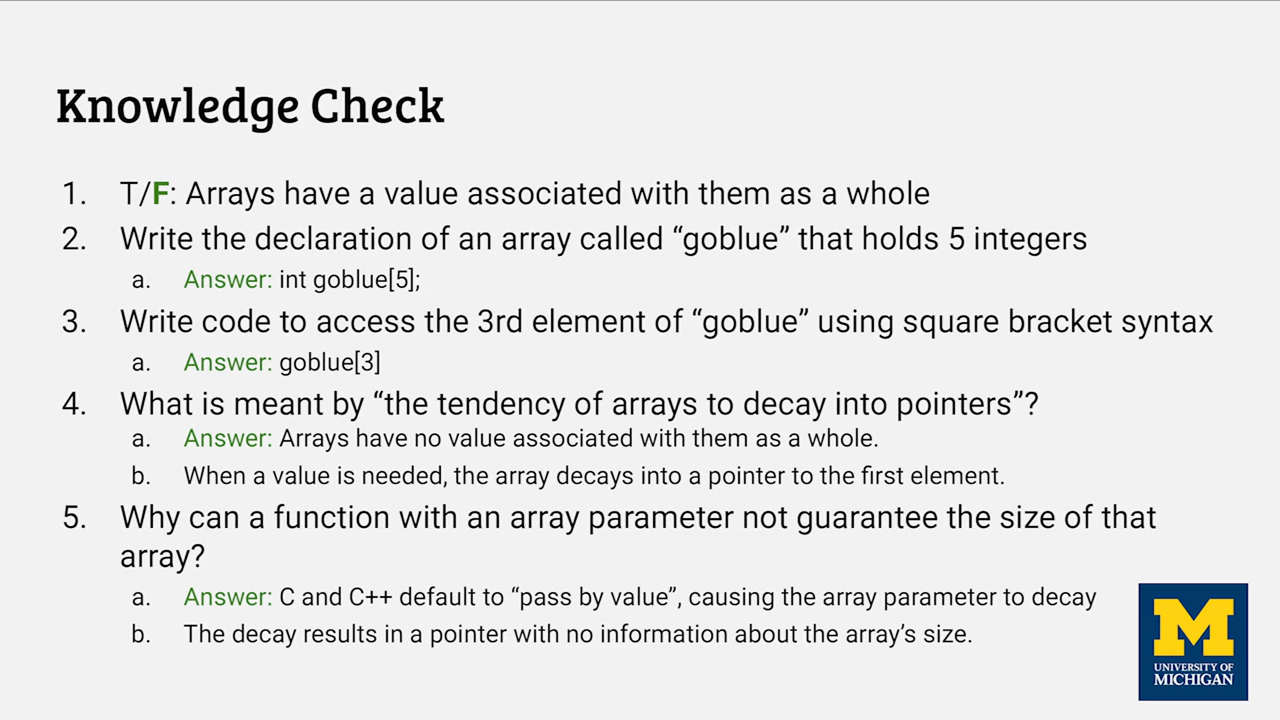 Knowledge Check
1. T/F: Arrays have a value associated with them as a whole
2. Write the declaration of an array called “goblue” that holds 5 integers
a. Answer: int goblue[5];
3. Write code to access the 3rd element of “goblue” using square bracket syntax
a. Answer: goblue[3]
4. What is meant by “the tendency of arrays to decay into pointers”?
a. Answer: Arrays have no value associated with them as a whole.
b. When a value is needed, the array decays into a pointer to the first element.
5. Why can a function with an array parameter not guarantee the size of that
array?
a. Answer: C and C++ default to “pass by value”, causing the array parameter to decay
b. The decay results in a pointer with no information about the array’s size.
M
UNIVERSITY OF
MICHIGAN